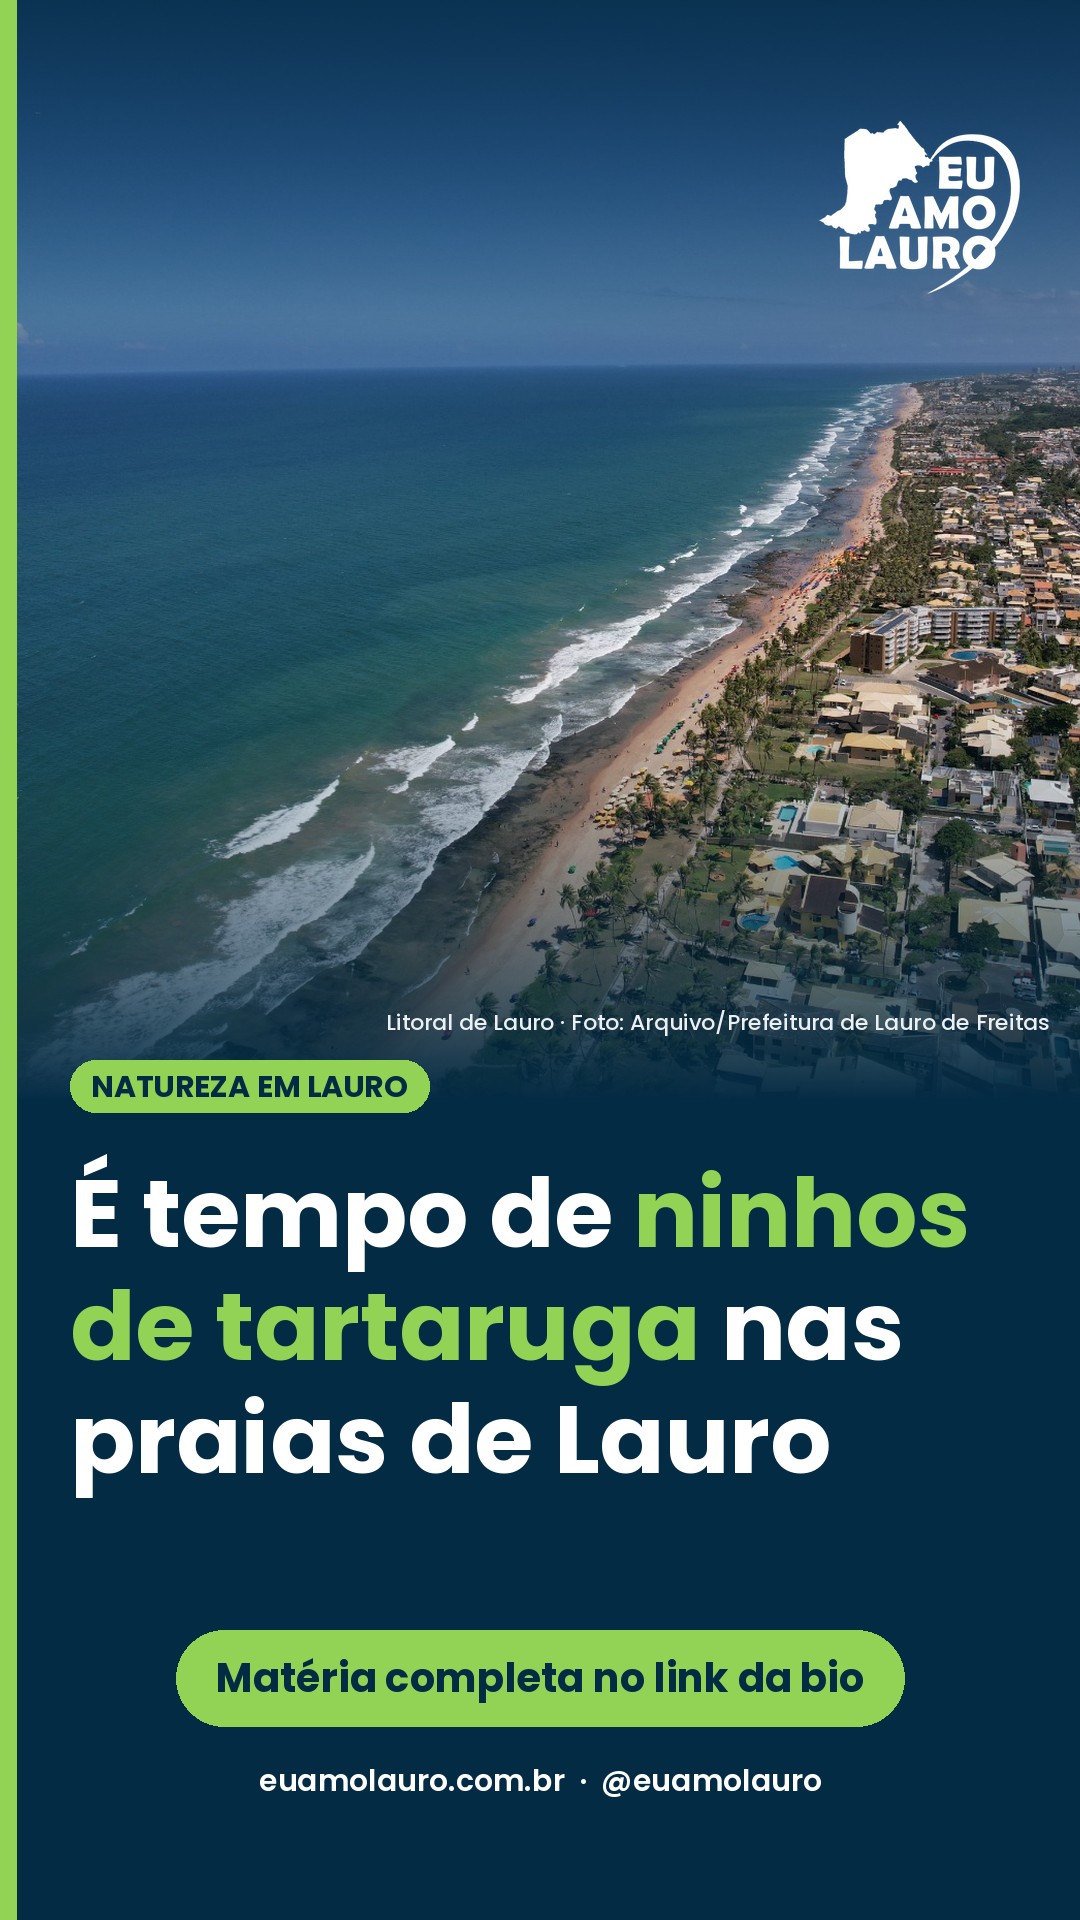 EU
AMO
LAURO
Litoral de Lauro · Foto: Arquivo/Prefeitura de Lauro de Freitas
NATUREZA EM LAURO
É tempo de ninhos
de tartaruga nas
praias de Lauro
Matéria completa no link da bio
euamolauro.com.br · @euamolauro